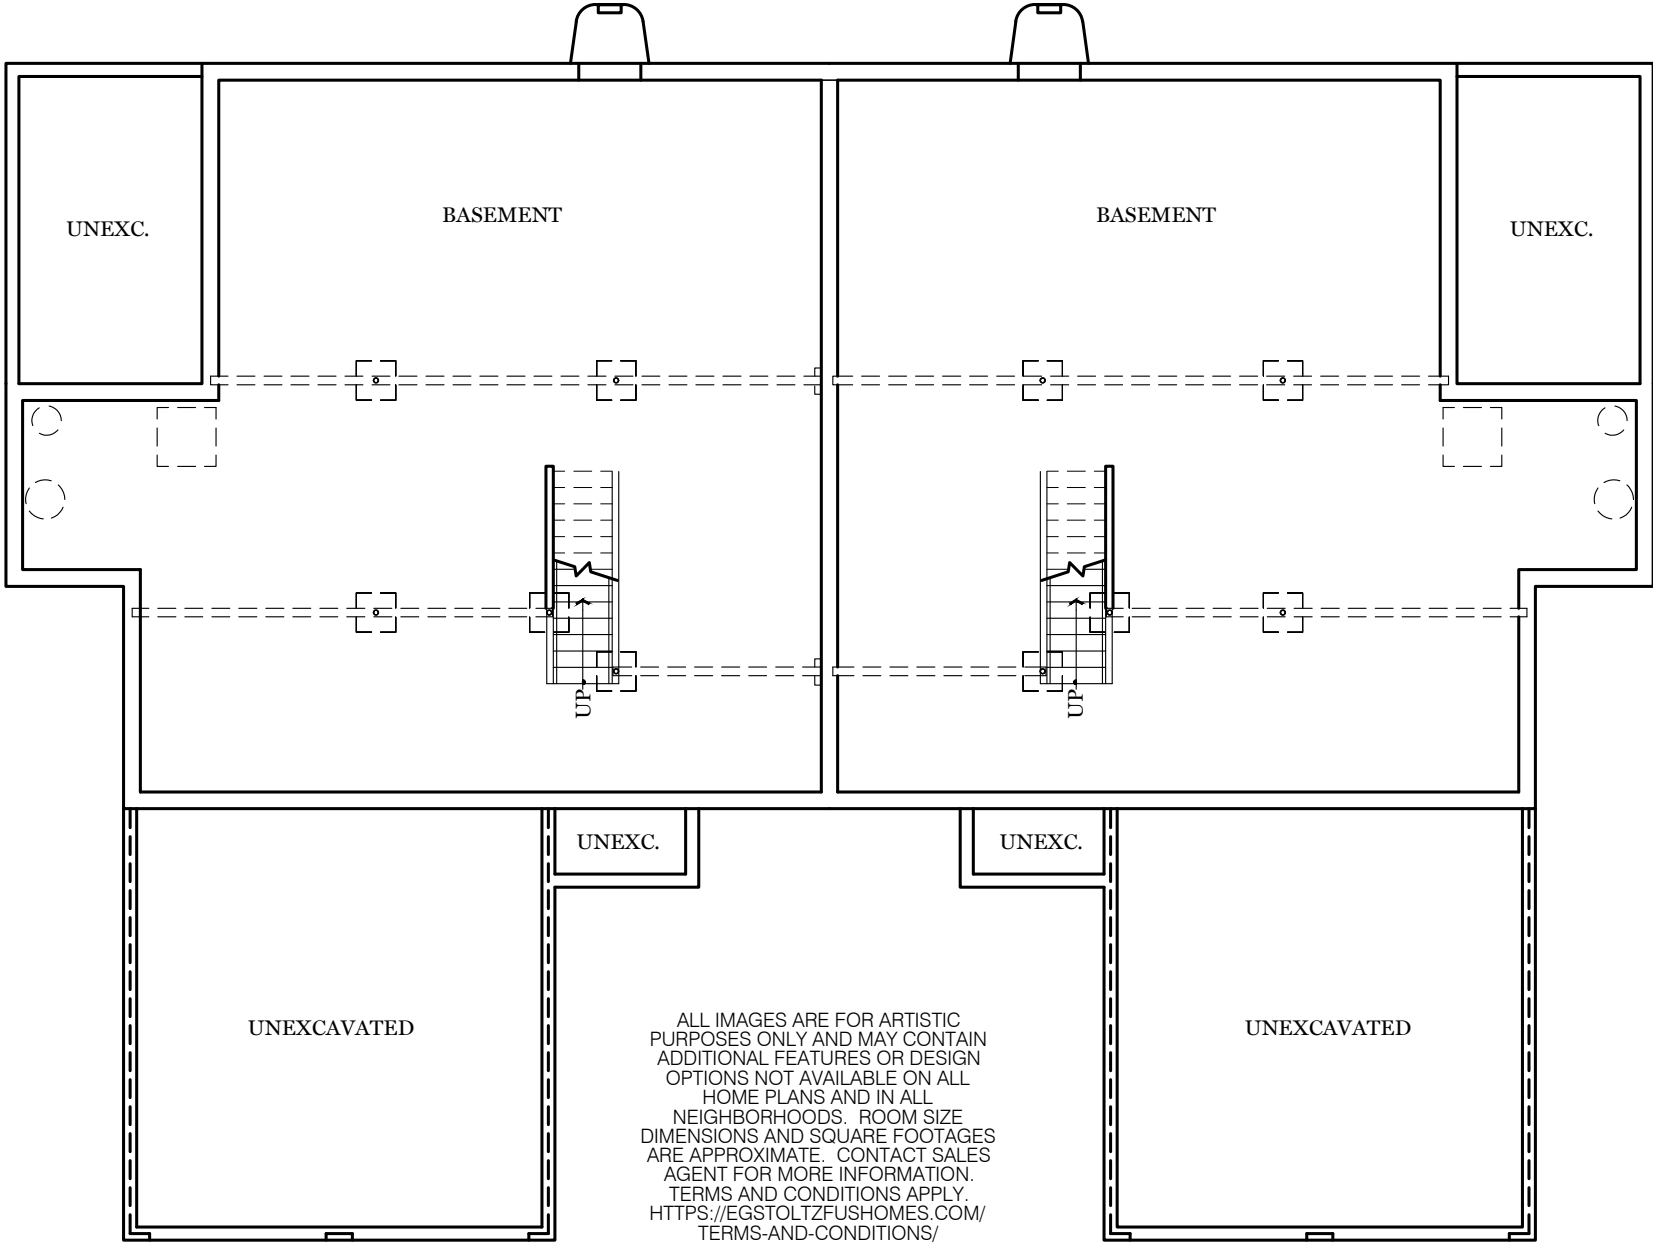 BASEMENT
BASEMENT
UNEXC.
UNEXC.
UP
UP
UNEXC.
UNEXC.
UNEXCAVATED
UNEXCAVATED
ALL IMAGES ARE FOR ARTISTIC
PURPOSES ONLY AND MAY CONTAIN
ADDITIONAL FEATURES OR DESIGN
OPTIONS NOT AVAILABLE ON ALL
HOME PLANS AND IN ALL
NEIGHBORHOODS. ROOM SIZE
DIMENSIONS AND SQUARE FOOTAGES
ARE APPROXIMATE. CONTACT SALES
AGENT FOR MORE INFORMATION.
TERMS AND CONDITIONS APPLY.
HTTPS://EGSTOLTZFUSHOMES.COM/
TERMS-AND-CONDITIONS/